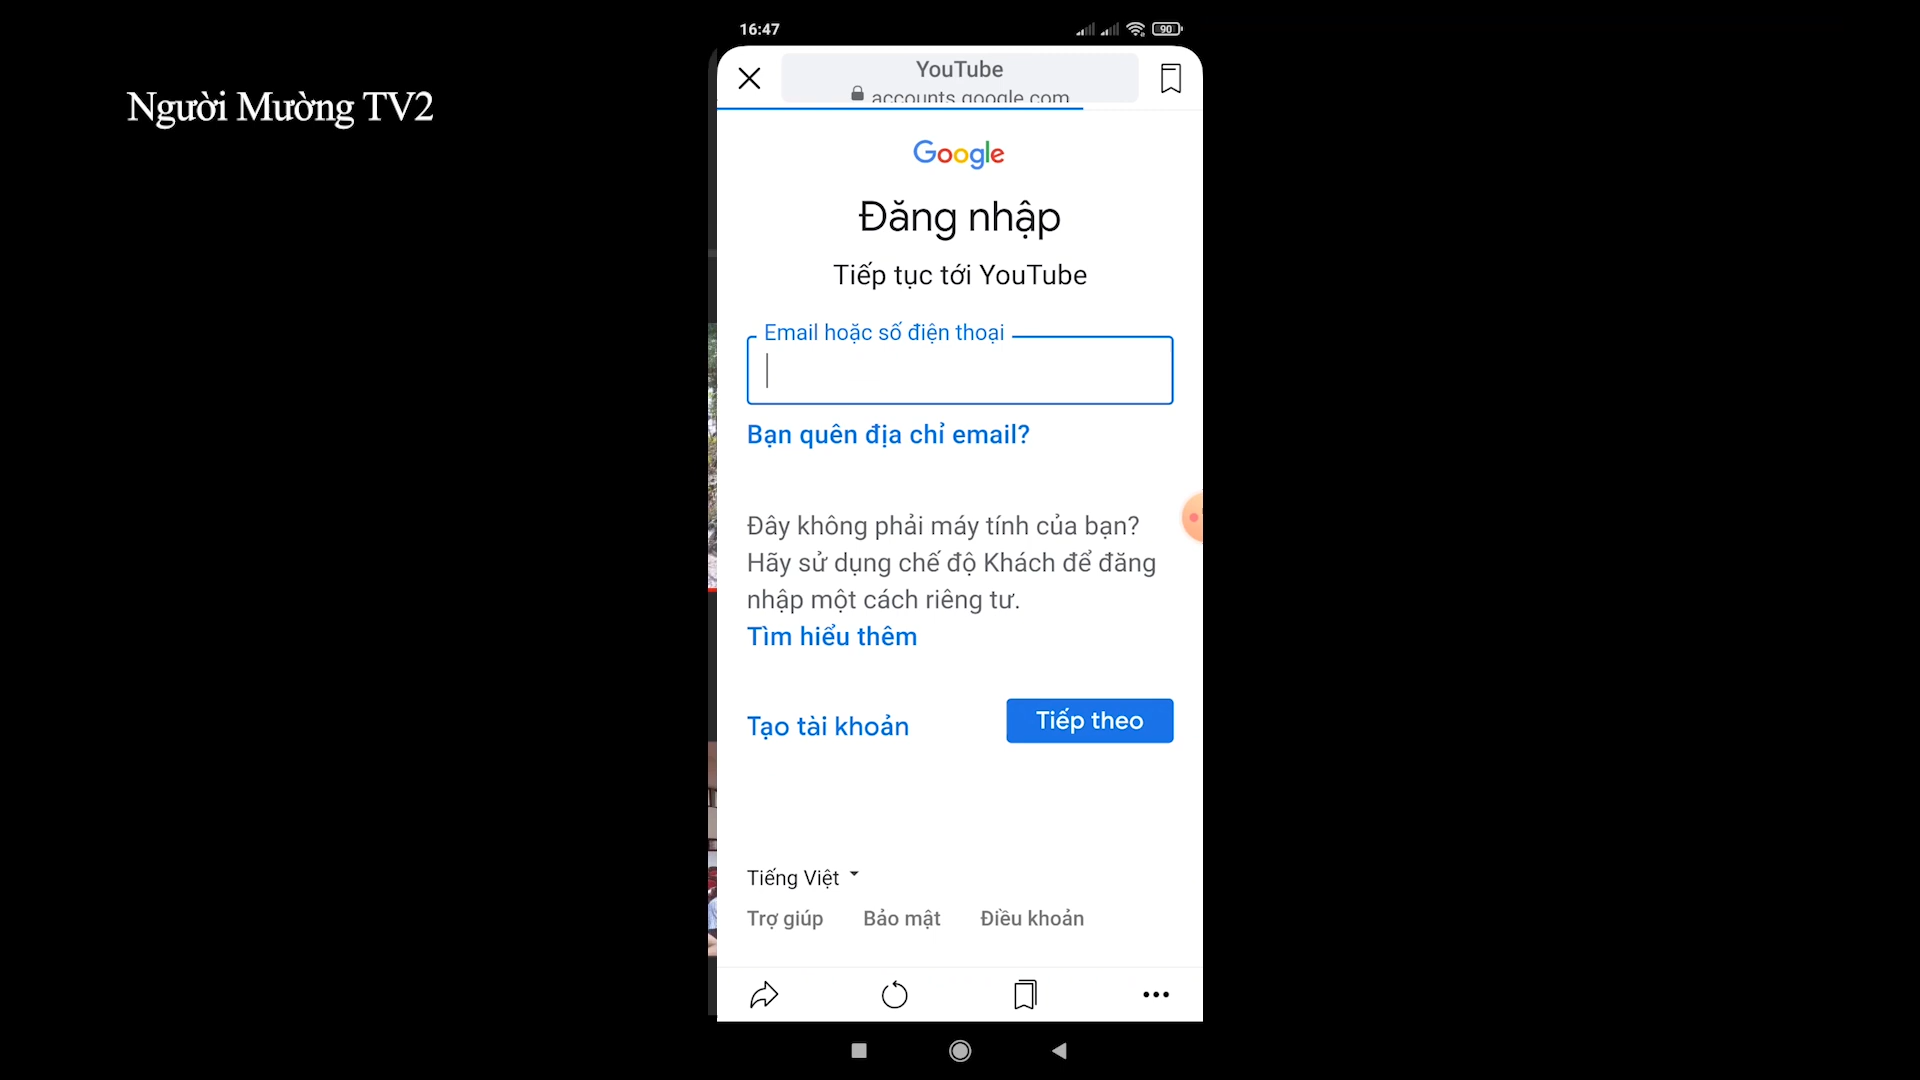 16:47
90
YouTube
accounts.google.com
Người Mường TV2
Google
Đăng nhập
Tiếp tục tới YouTube
Email hoặc số điện thoại
Bạn quên địa chỉ email?
Đây không phải máy tính của bạn?
Hãy sử dụng chế độ Khách để đăng
nhập một cách riêng tư.
Tìm hiểu thêm
Tạo tài khoản
Tiếp theo
Tiếng Việt
Trợ giúp Bảo mật Điều khoản